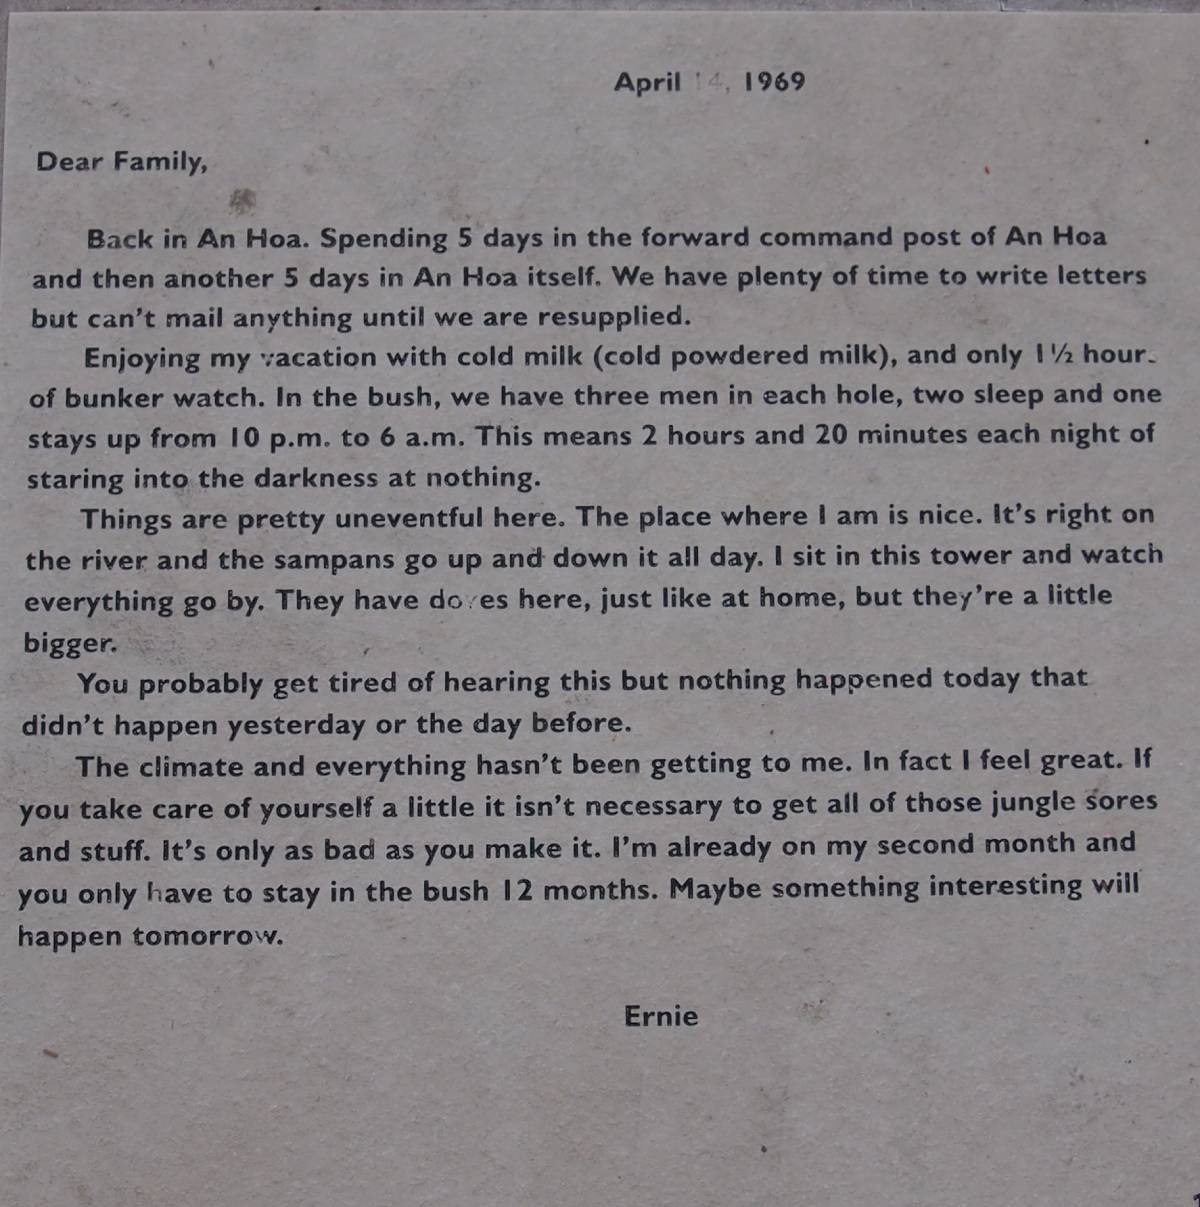 April 14, 1969
Dear Family,
Back in An Hoa. Spending 5 days in the forward command post of An Hoa
and then another 5 days in An Hoa itself. We have plenty of time to write letters
but can't mail anything until we are resupplied.
Enjoying my vacation with cold milk (cold powdered milk), and only 1½ hours
of bunker watch. In the bush, we have three men in each hole, two sleep and one
stays up from 10 p.m. to 6 a.m. This means 2 hours and 20 minutes each night of
staring into the darkness at nothing.
Things are pretty uneventful here. The place where I am is nice. It's right on
the river and the sampans go up and down it all day. I sit in this tower and watch
everything go by. They have doves here, just like at home, but they're a little
bigger.
You probably get tired of hearing this but nothing happened today that
didn't happen yesterday or the day before.
The climate and everything hasn't been getting to me. In fact I feel great. If
you take care of yourself a little it isn't necessary to get all of those jungle sores
and stuff. It's only as bad as you make it. I'm already on my second month and
you only have to stay in the bush 12 months. Maybe something interesting will
happen tomorrow.
Ernie